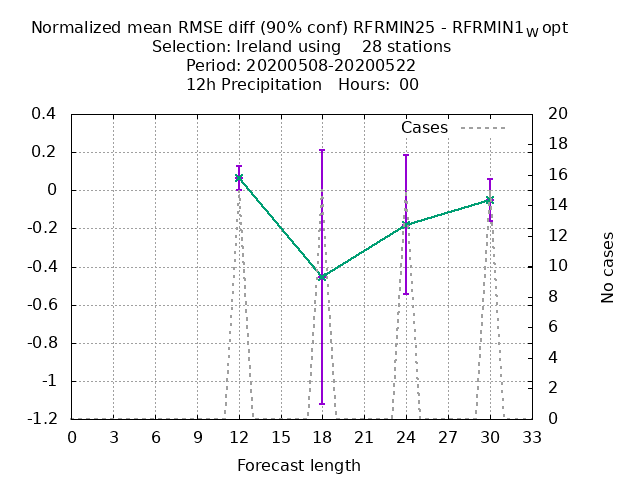 Normalized mean RMSE diff (90% conf) RFRMIN25 - RFRMIN1w opt
Selection: Ireland using 28 stations
Period: 20200508-20200522
12h Precipitation Hours: 00
Cases
0.4
0.2
0
-0.2
-0.4
-0.6
-0.8
-1
-1.2
20
18
16
14
12
10
8
6
4
2
0
No cases
0 3 6 9 12 15 18 21 24 27 30 33
Forecast length